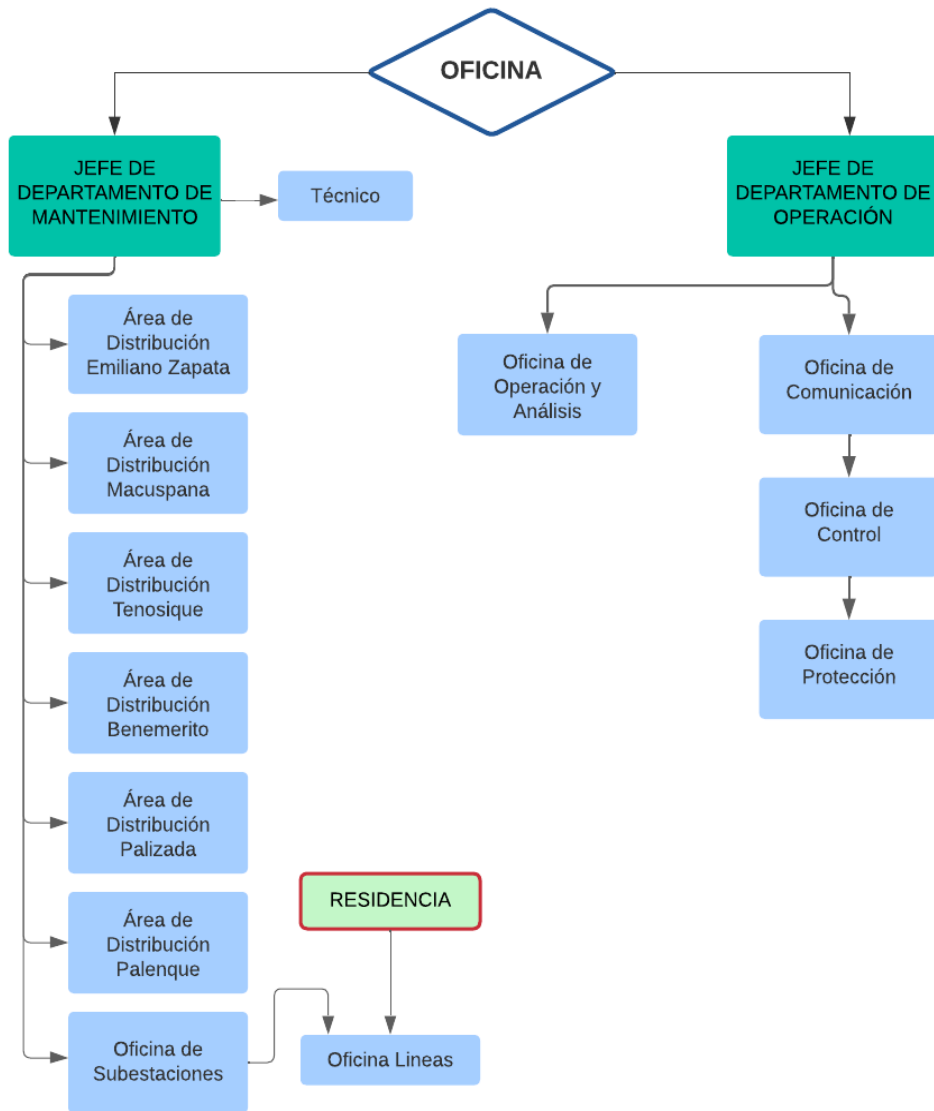 OFICINA
JEFE DE
DEPARTAMENTO DE
MANTENIMIENTO
Técnico
JEFE DE
DEPARTAMENTO DE
OPERACIÓN
Área de
Distribución
Emiliano Zapata
Oficina de
Operación y
Análisis
Oficina de
Comunicación
Área de
Distribución
Macuspana
Oficina de
Control
Área de
Distribución
Tenosique
Oficina de
Protección
Área de
Distribución
Benemerito
Área de
Distribución
Palizada
RESIDENCIA
Área de
Distribución
Palenque
Oficina de
Subestaciones
Oficina Lineas